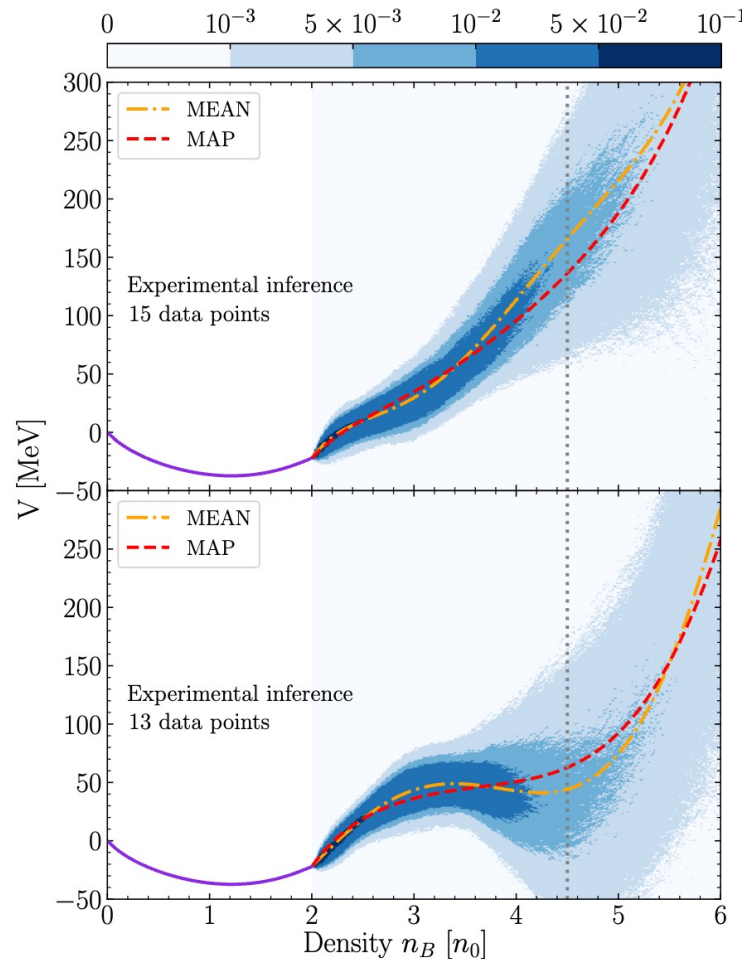 0 10⁻³ 5 × 10⁻³ 10⁻² 5 × 10⁻² 10⁻¹
300
250
200
150
100
50
0
−50
MEAN
MAP
Experimental inference
15 data points
V [MeV]
250
200
150
100
50
0
−50
MEAN
MAP
Experimental inference
13 data points
0 1 2 3 4 5 6
Density n_B [n₀]